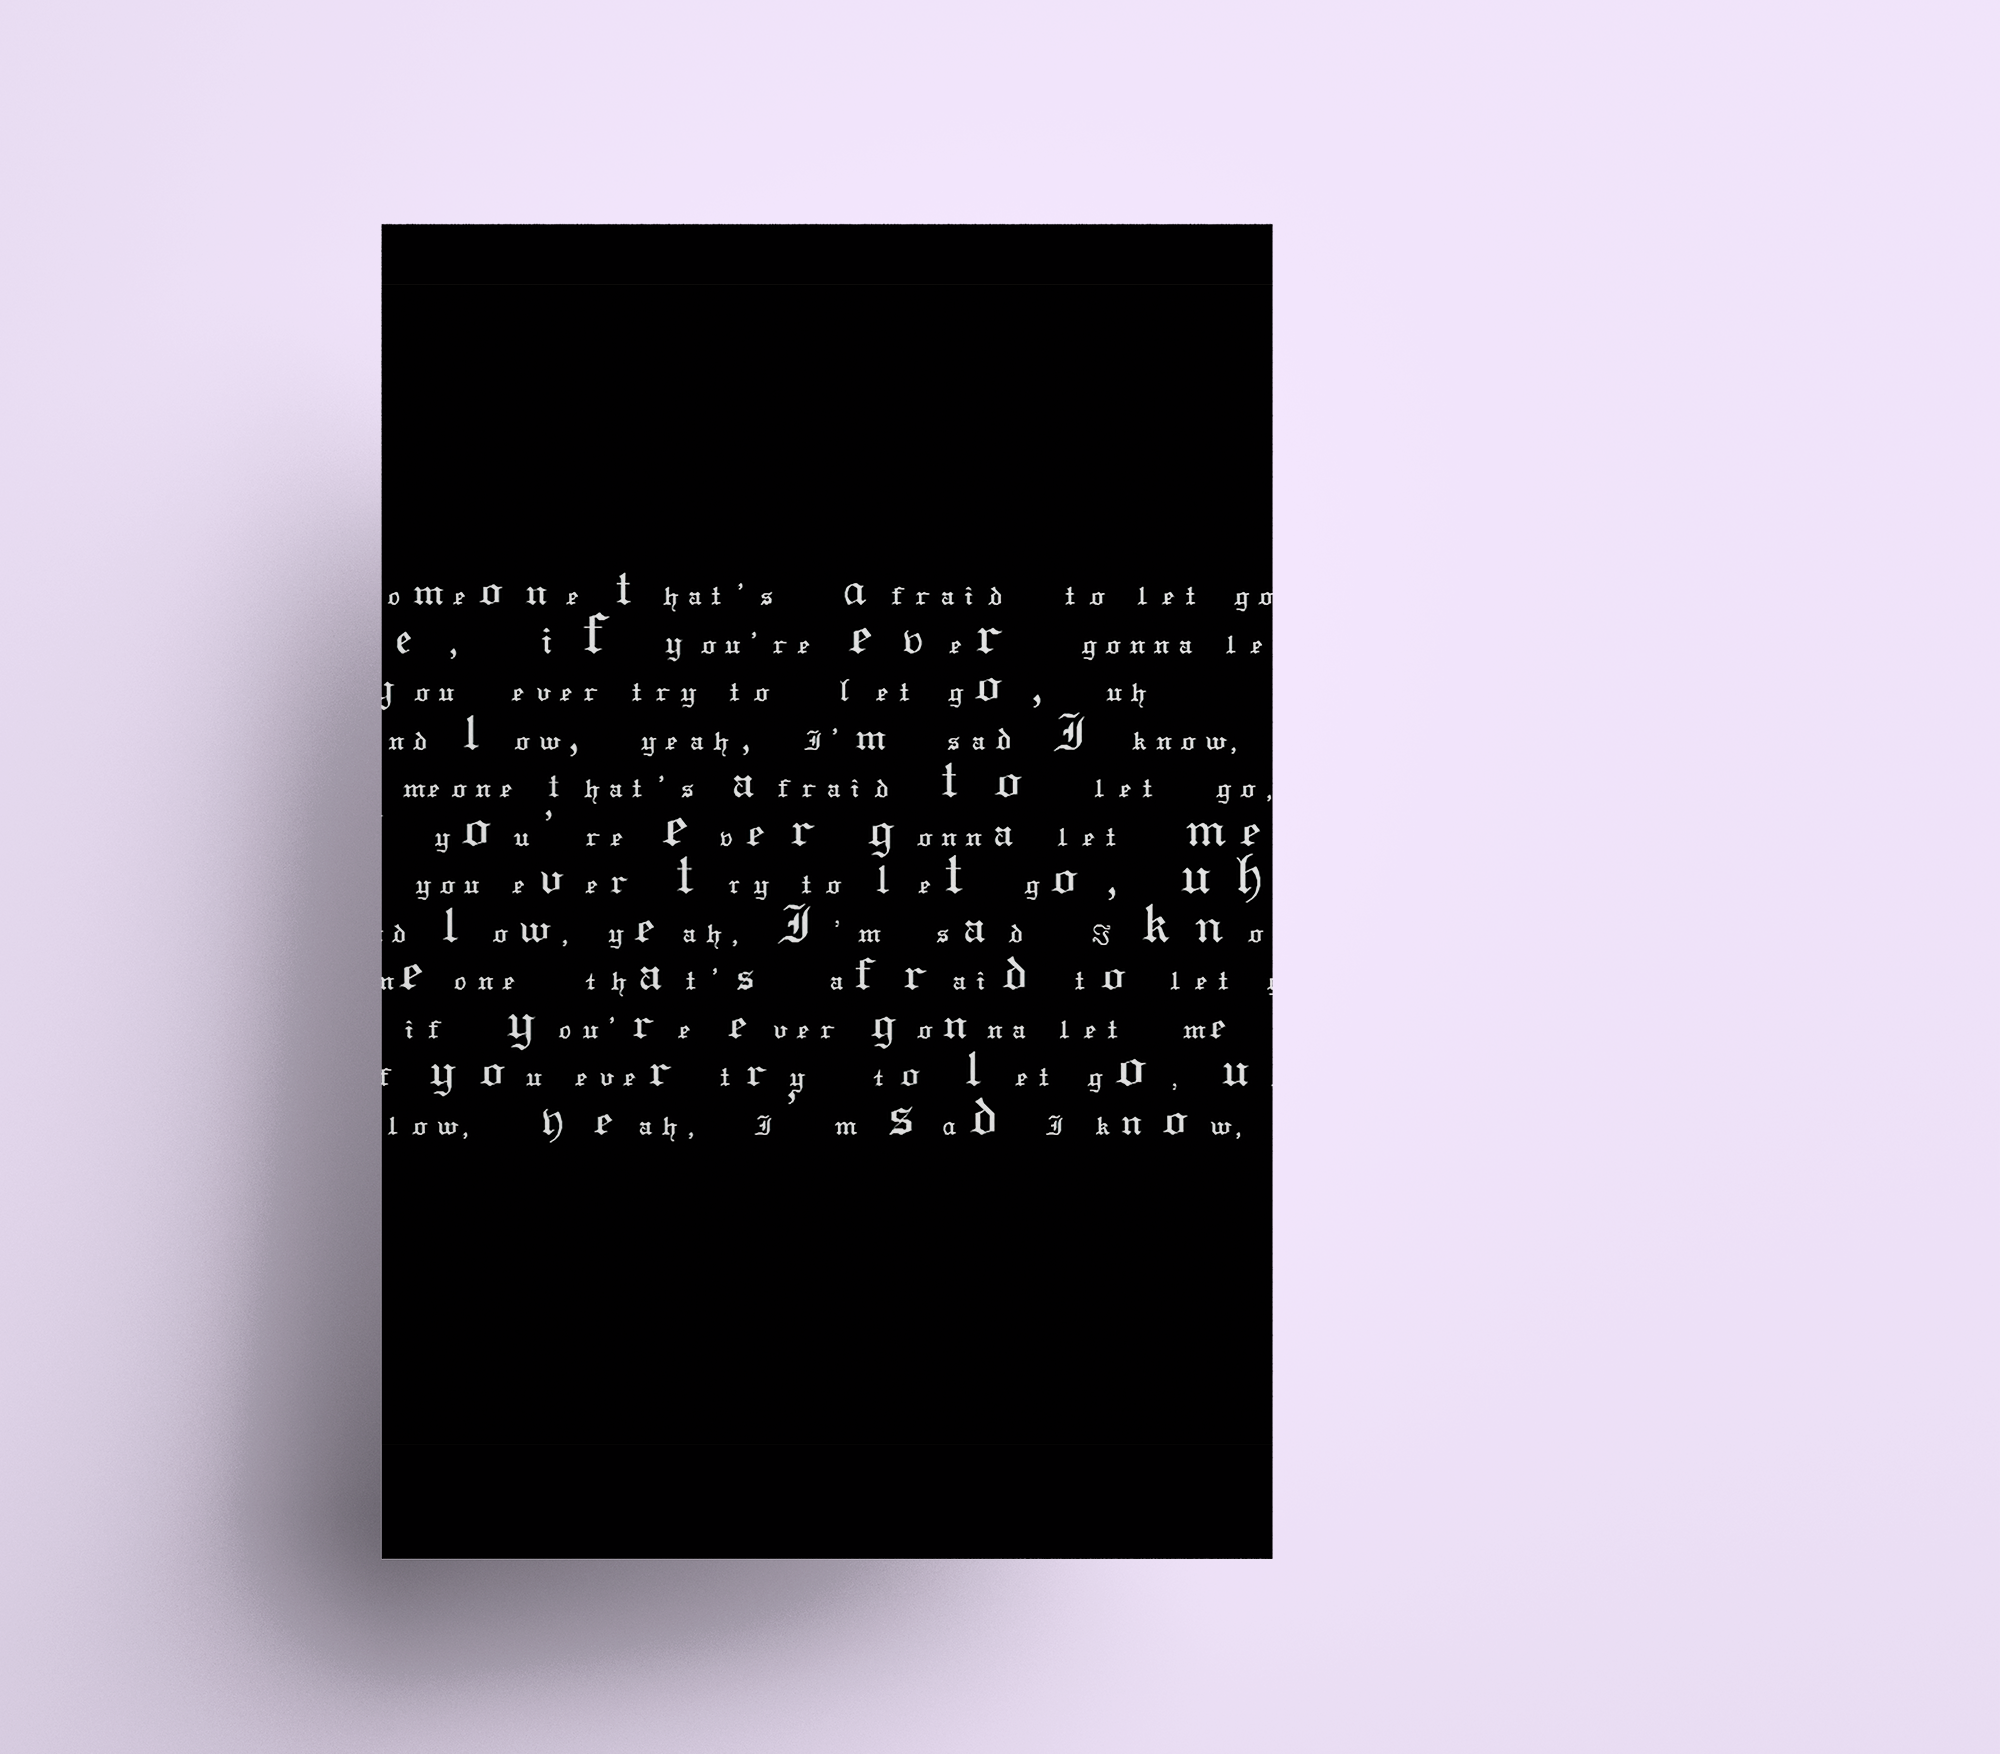 omeone that's afraid to let go
e, if you're ever gonna le
you ever try to let go, uh
nd low, yeah, I'm sad I know,
meone that's afraid to let go,
you're ever gonna let me
you ever try to let go, uh
d low, yeah, I'm sad I kno
ne one that's afraid to let
if you're ever gonna let me
f you ever try to let go, u
low, yeah, I'm sad I know,